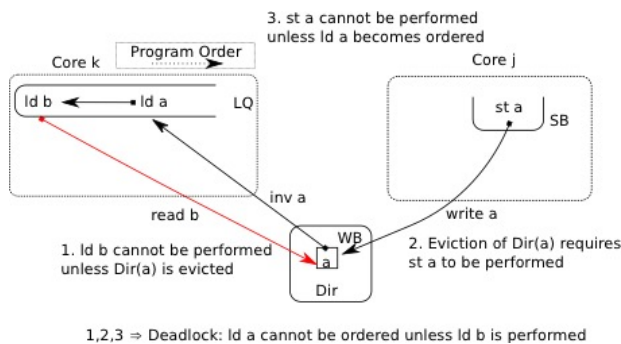 3. st a cannot be performed
unless ld a becomes ordered
Program Order
Core k
Core j
ld b
ld a
LQ
st a
SB
inv a
read b
write a
WB
a
Dir
1. ld b cannot be performed
unless Dir(a) is evicted
2. Eviction of Dir(a) requires
st a to be performed
1,2,3 ⇒ Deadlock: ld a cannot be ordered unless ld b is performed